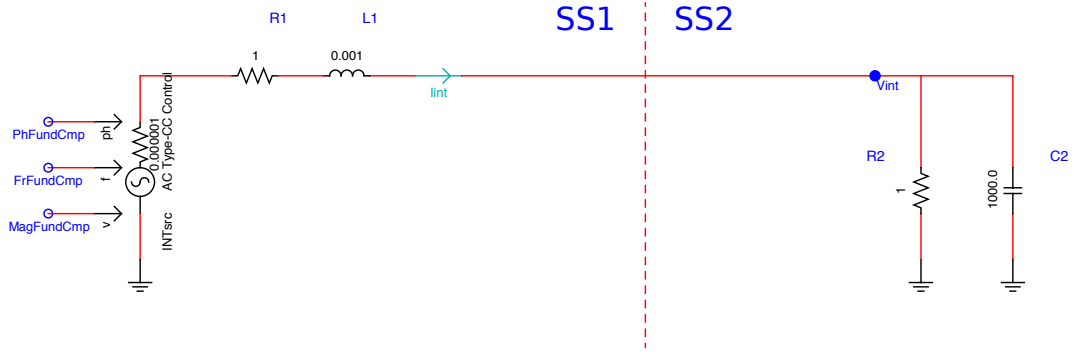 SS1 SS2
R1 L1
1 0.001
Iint
Vint
PhFundCmp
ph
FrFundCmp
f
MagFundCmp
v
0.000001
AC Type-CC Control
INTsrc
R2 C2
1
1000.0